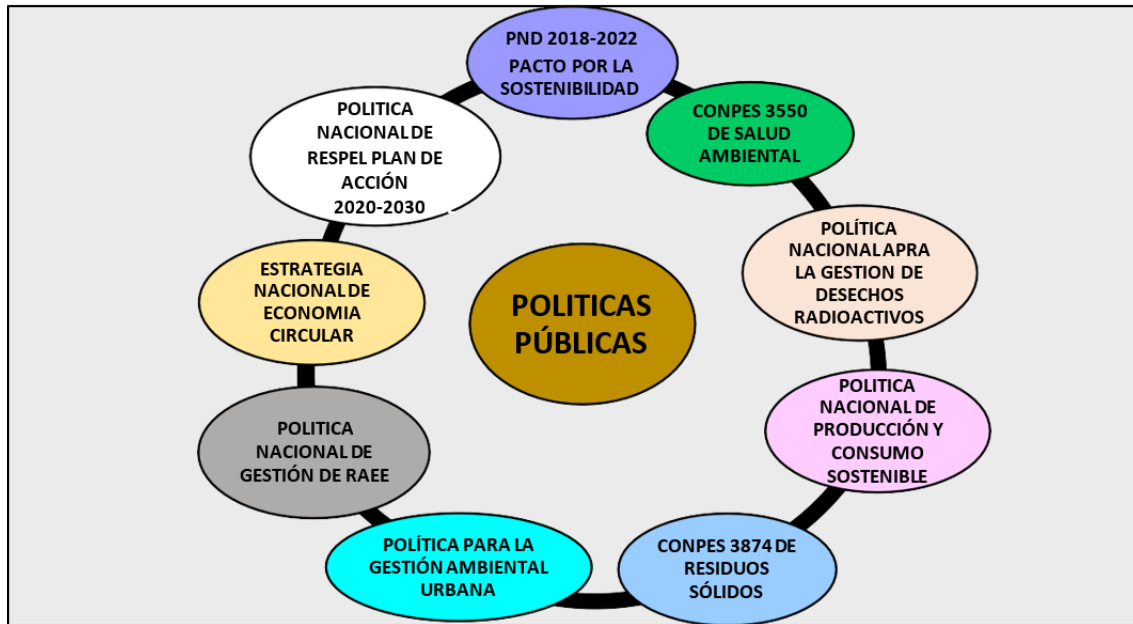 PND 2018-2022
PACTO POR LA
SOSTENIBILIDAD
CONPES 3550
DE SALUD
AMBIENTAL
POLÍTICA
NACIONAL APRA
LA GESTION DE
DESECHOS
RADIOACTIVOS
POLITICA
NACIONAL DE
PRODUCCIÓN Y
CONSUMO
SOSTENIBLE
CONPES 3874 DE
RESIDUOS
SÓLIDOS
POLÍTICA PARA LA
GESTIÓN AMBIENTAL
URBANA
POLITICA
NACIONAL DE
GESTIÓN DE RAEE
ESTRATEGIA
NACIONAL DE
ECONOMIA
CIRCULAR
POLITICA
NACIONAL DE
RESPEL PLAN DE
ACCIÓN
2020-2030
POLITICAS
PÚBLICAS